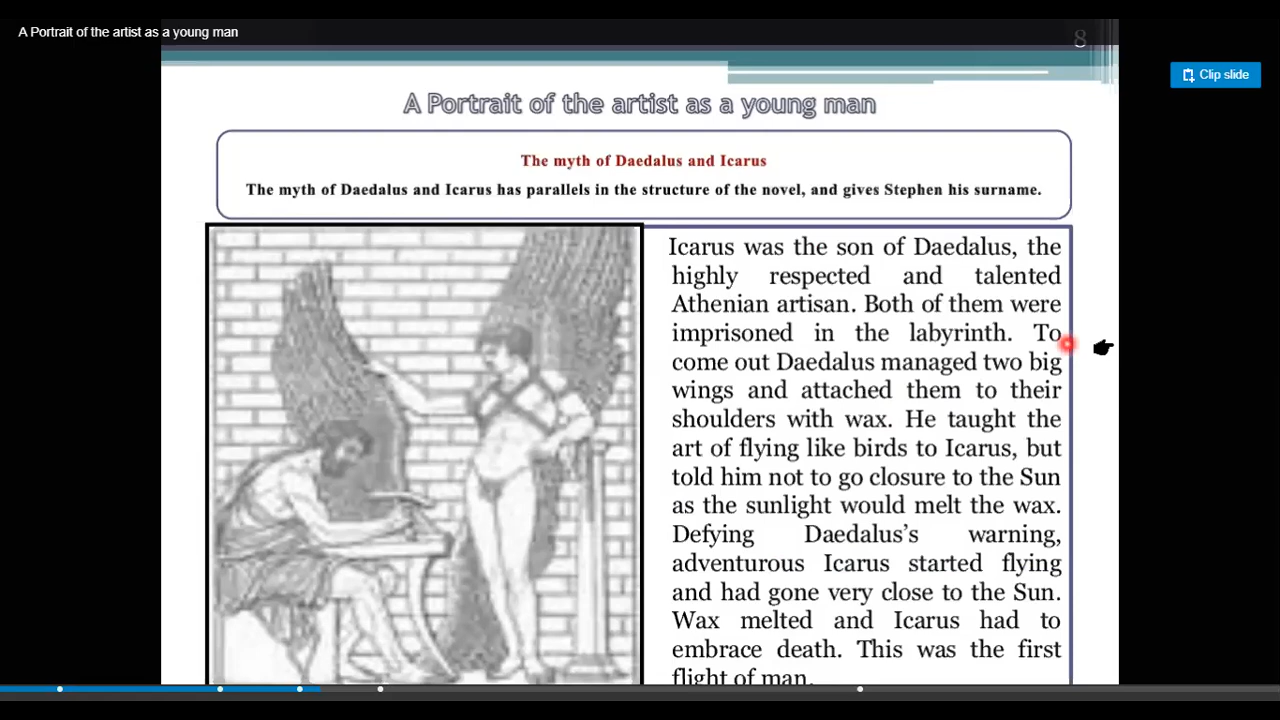 A Portrait of the artist as a young man
8
Clip slide
A Portrait of the artist as a young man
The myth of Daedalus and Icarus
The myth of Daedalus and Icarus has parallels in the structure of the novel, and gives Stephen his surname.
Icarus was the son of Daedalus, the
highly respected and talented
Athenian artisan. Both of them were
imprisoned in the labyrinth. To
come out Daedalus managed two big
wings and attached them to their
shoulders with wax. He taught the
art of flying like birds to Icarus, but
told him not to go closure to the Sun
as the sunlight would melt the wax.
Defying Daedalus's warning,
adventurous Icarus started flying
and had gone very close to the Sun.
Wax melted and Icarus had to
embrace death. This was the first
flight of man.